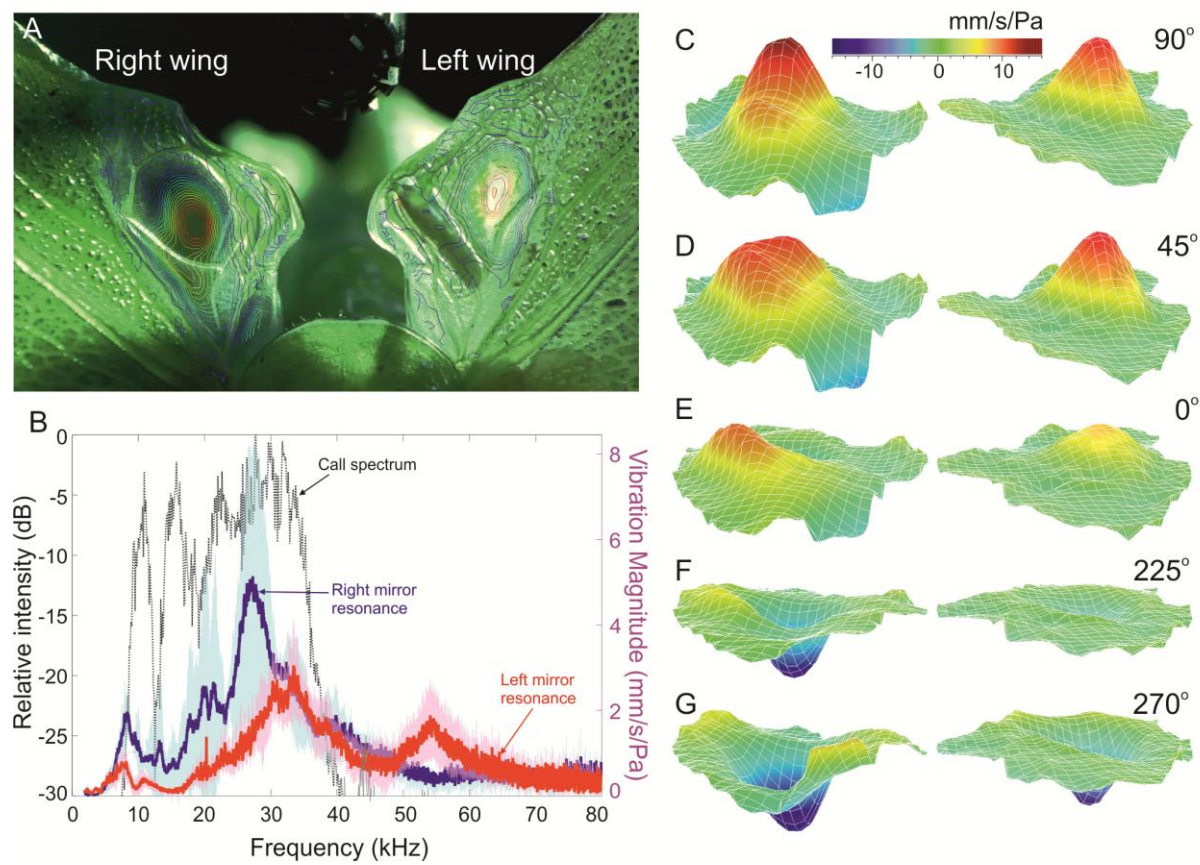 A
Right wing
Left wing
B
Relative intensity (dB)
0
-5
-10
-15
-20
-25
-30
Call spectrum
Right mirror
resonance
Left mirror
resonance
8
6
4
2
0
Vibration Magnitude (mm/s/Pa)
0 10 20 30 40 50 60 70 80
Frequency (kHz)
mm/s/Pa
-10 0 10
C
90°
D
45°
E
0°
F
225°
G
270°